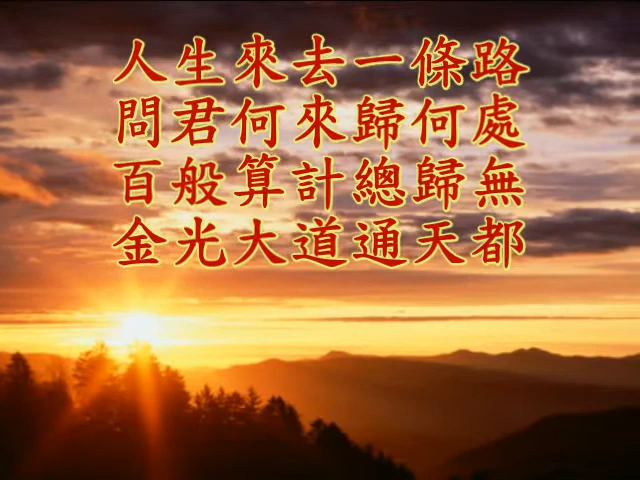 人生來去一條路
問君何來歸何處
百般算計總歸無
金光大道通天都